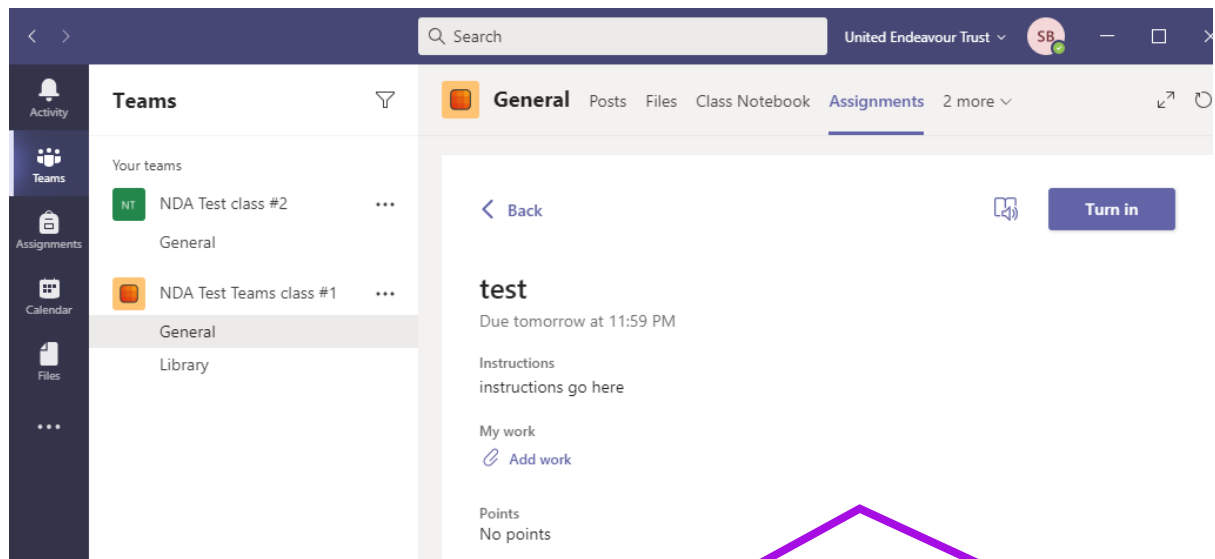 Search
United Endeavour Trust
SB
Activity
Teams
Assignments
Calendar
Files
Teams
Your teams
NT NDA Test class #2
General
NDA Test Teams class #1
General
Library
General Posts Files Class Notebook Assignments 2 more
Back
Turn in
test
Due tomorrow at 11:59 PM
Instructions
instructions go here
My work
Add work
Points
No points